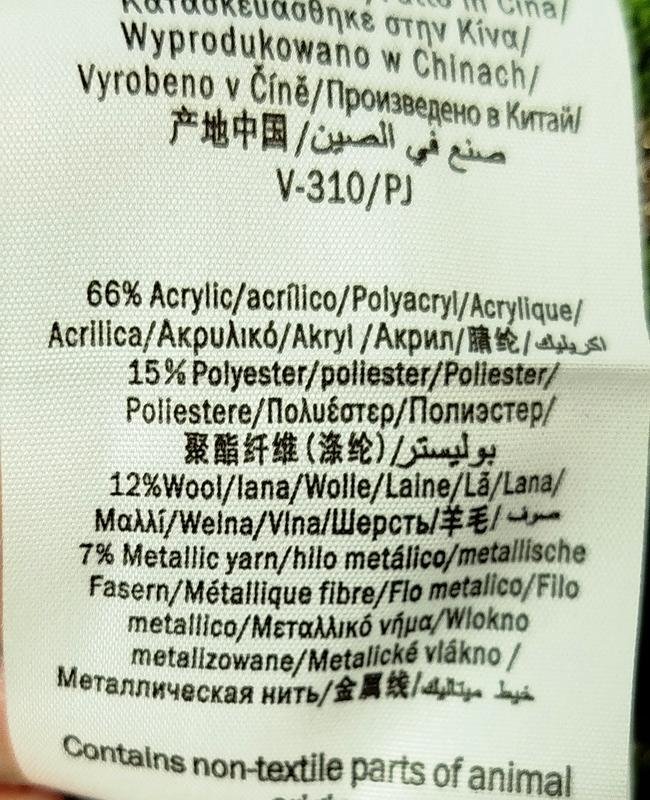 Κατασκευάσθηκε στην Κίνα/
Wyprodukowano w Chinach/
Vyrobeno v Číně/Произведено в Китай/
产地中国/صنع في الصين
V-310/PJ
66% Acrylic/acrílico/Polyacryl/Acrylique/
Acrilica/Ακρυλικό/Akryl /Акрил/腈纶/اكريليك
15% Polyester/poliester/Poliester/
Poliestere/Πολυέστερ/Полиэстер/
聚酯纤维(涤纶)/بوليستر
12%Wool/lana/Wolle/Laine/Lã/Lana/
Μαλλί/Welna/Vlna/Шерсть/羊毛/صرف
7% Metallic yarn/hilo metálico/metallische
Fasern/Métallique fibre/Fio metalico/Filo
metallico/Μεταλλικό νήμα/Wlokno
metalizowane/Metalické vlákno /
Металлическая нить/金属线/خيط ميتاليك
Contains non-textile parts of animal